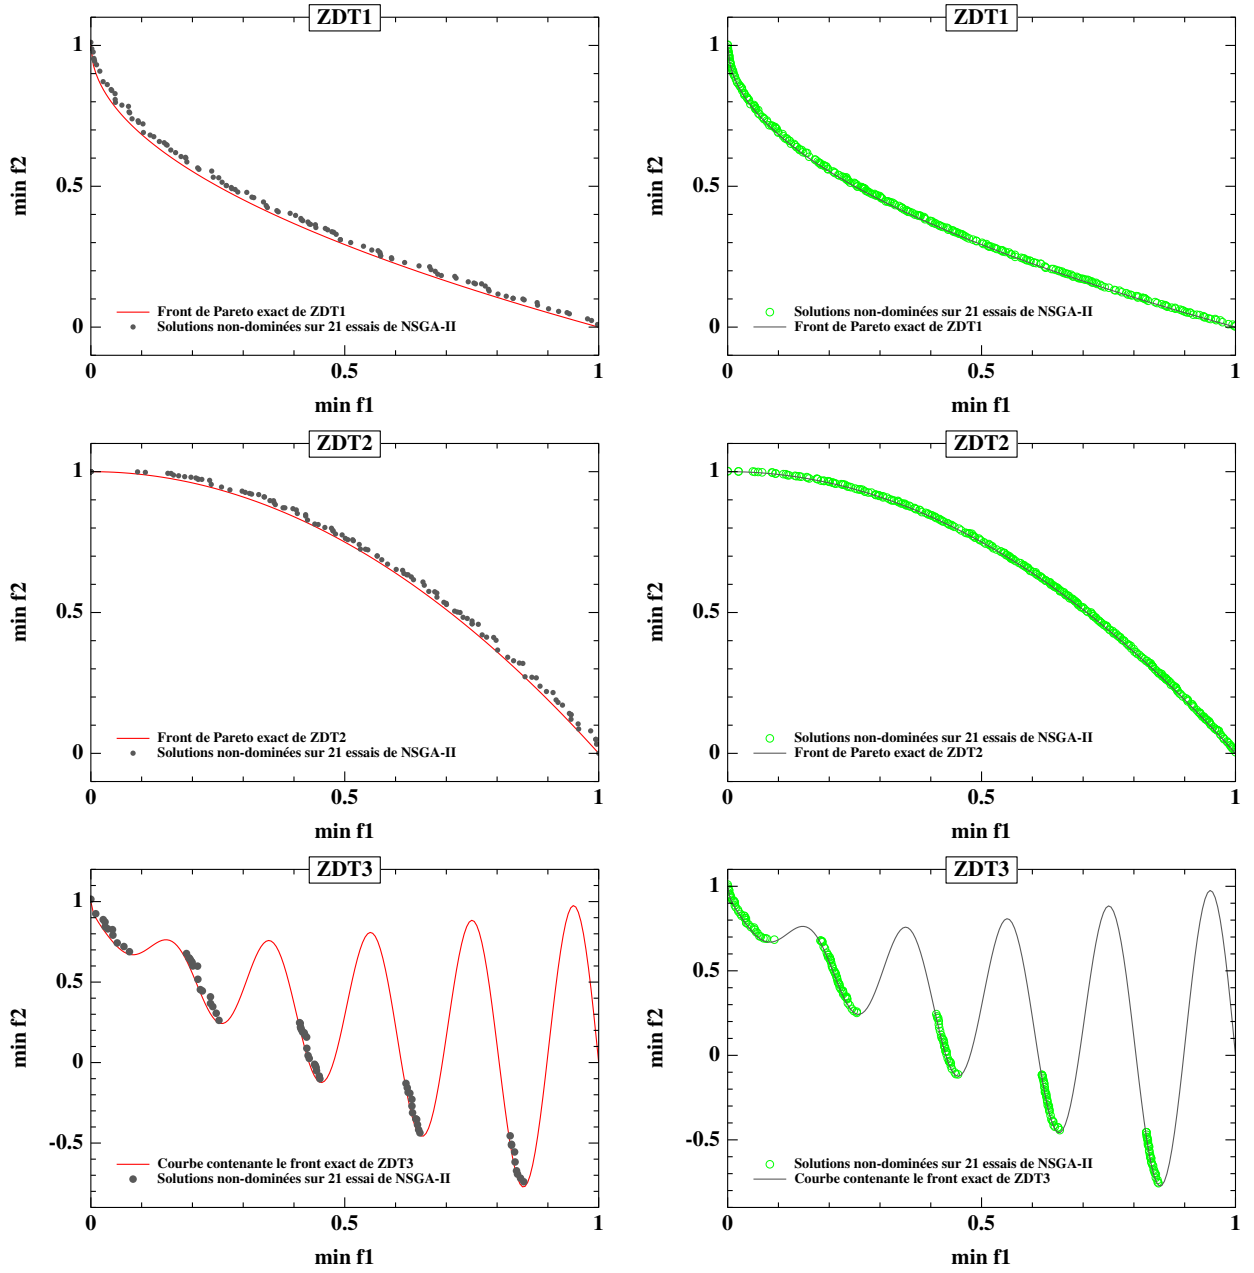 ZDT1
1
0.5
0
min f2
Front de Pareto exact de ZDT1
Solutions non-dominées sur 21 essais de NSGA-II
0
0.5
1
min f1
ZDT1
1
0.5
0
min f2
Solutions non-dominées sur 21 essais de NSGA-II
Front de Pareto exact de ZDT1
0
0.5
1
min f1
ZDT2
1
0.5
0
min f2
Front de Pareto exact de ZDT2
Solutions non-dominées sur 21 essais de NSGA-II
0
0.5
1
min f1
ZDT2
1
0.5
0
min f2
Solutions non-dominées sur 21 essais de NSGA-II
Front de Pareto exact de ZDT2
0
0.5
1
min f1
ZDT3
1
0.5
0
-0.5
min f2
Courbe contenante le front exact de ZDT3
Solutions non-dominées sur 21 essai de NSGA-II
0
0.5
1
min f1
ZDT3
1
0.5
0
-0.5
min f2
Solutions non-dominées sur 21 essais de NSGA-II
Courbe contenante le front exact de ZDT3
0
0.5
1
min f1